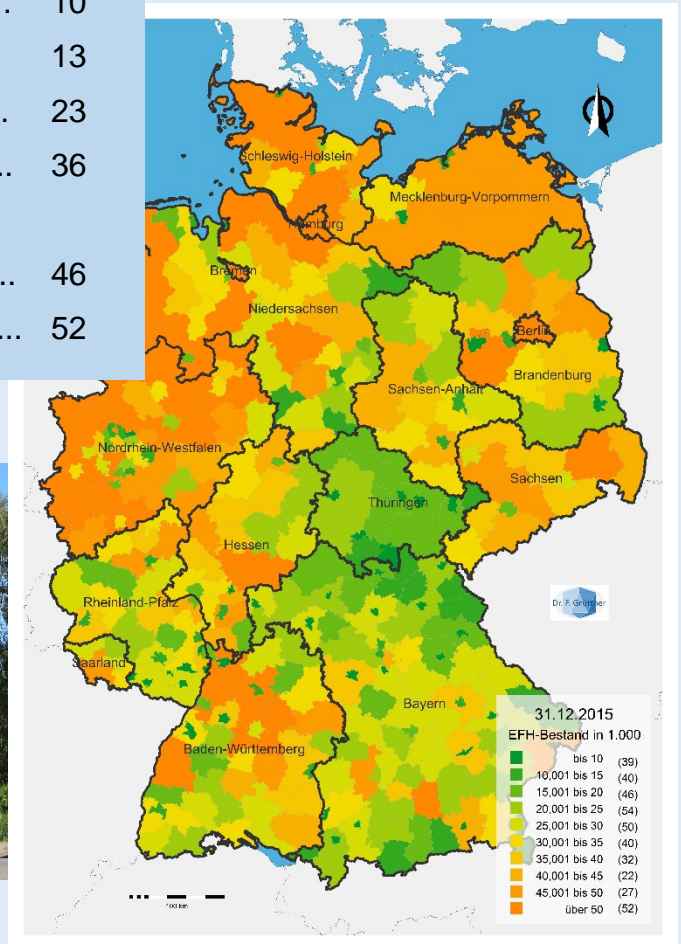 .. 10
13
.. 23
.. 36
.. 46
... 52
Schleswig-Holstein
Mecklenburg-Vorpommern
Hamburg
Bremen
Niedersachsen
Berlin
Brandenburg
Sachsen-Anhalt
Nordrhein-Westfalen
Sachsen
Thüringen
Hessen
Rheinland-Pfalz
Saarland
Bayern
Baden-Württemberg
Dr. F. Gröttner
31.12.2015
EFH-Bestand in 1.000
bis 10 (39)
10,001 bis 15 (40)
15,001 bis 20 (46)
20,001 bis 25 (54)
25,001 bis 30 (50)
30,001 bis 35 (40)
35,001 bis 40 (32)
40,001 bis 45 (22)
45,001 bis 50 (27)
über 50 (52)
100 km